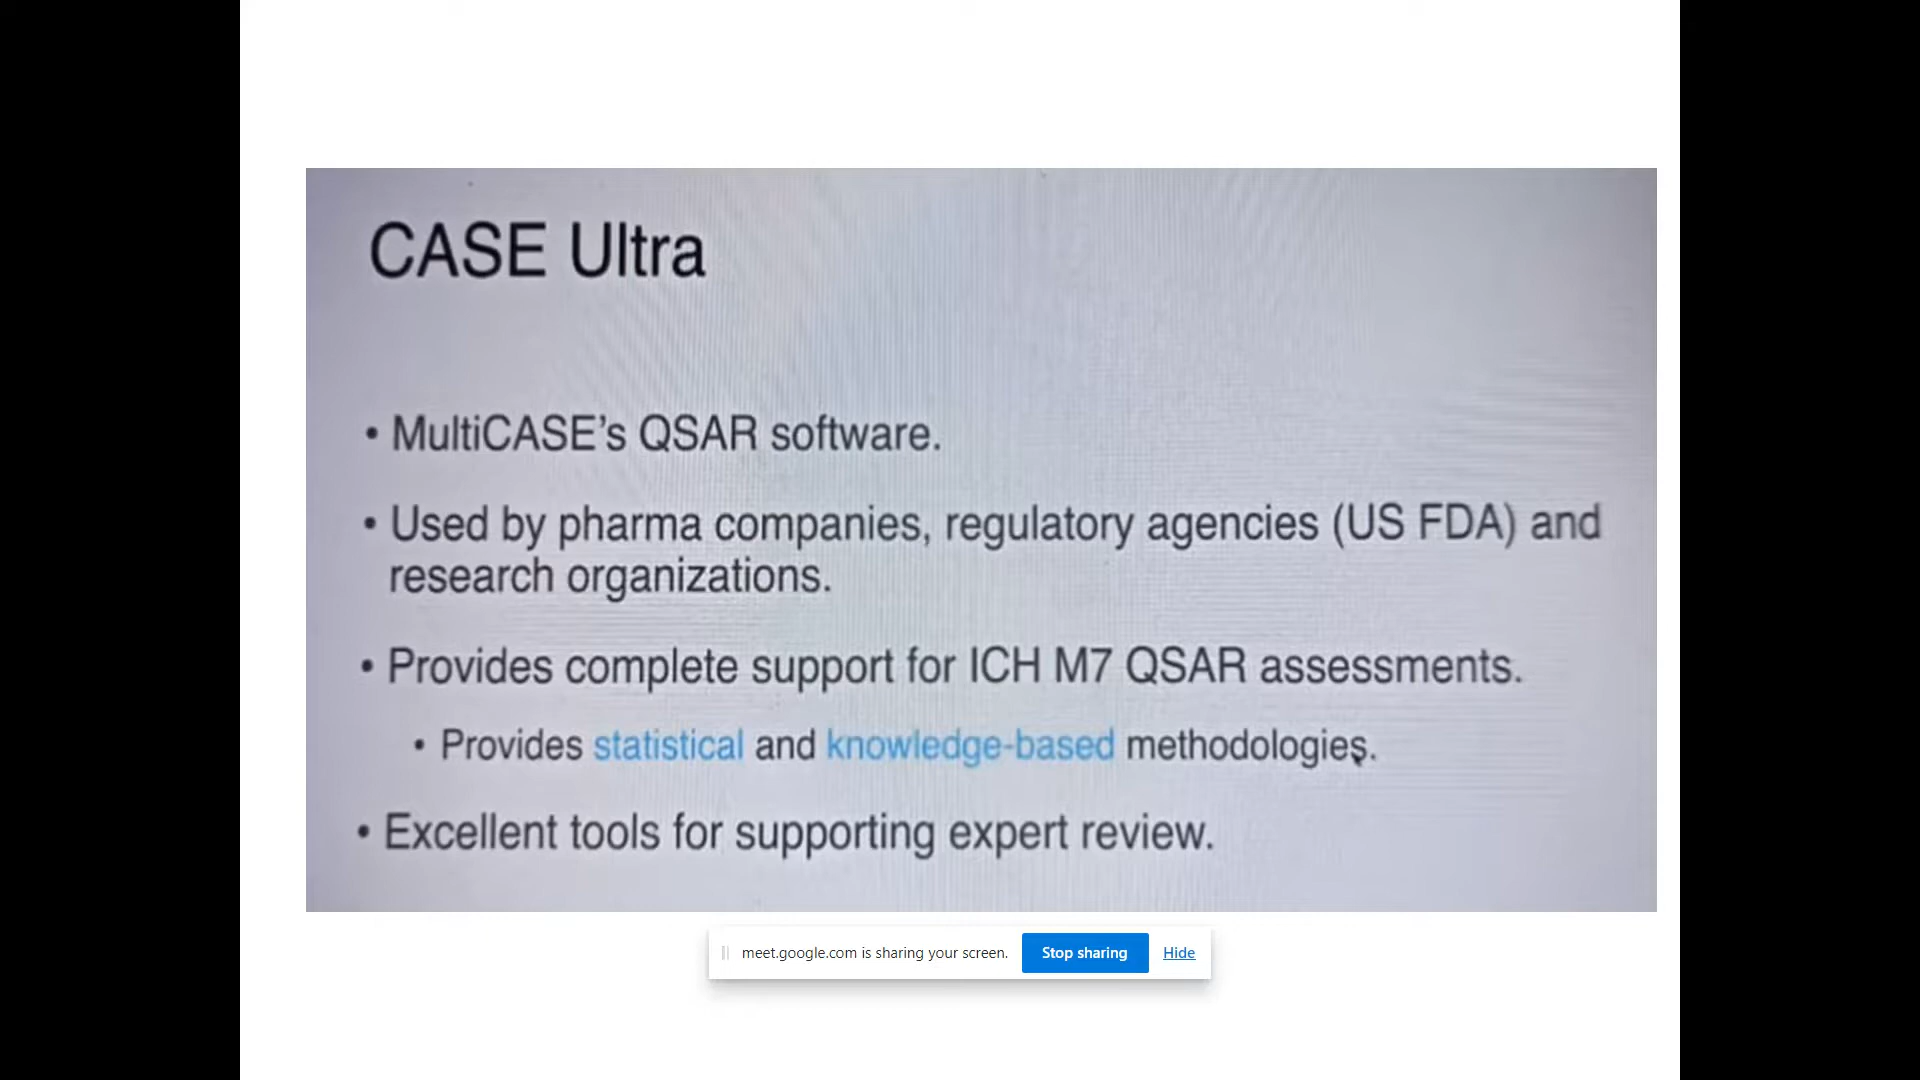 CASE Ultra
• MultiCASE’s QSAR software.
• Used by pharma companies, regulatory agencies (US FDA) and
research organizations.
• Provides complete support for ICH M7 QSAR assessments.
• Provides statistical and knowledge-based methodologies.
• Excellent tools for supporting expert review.
meet.google.com is sharing your screen. Stop sharing Hide